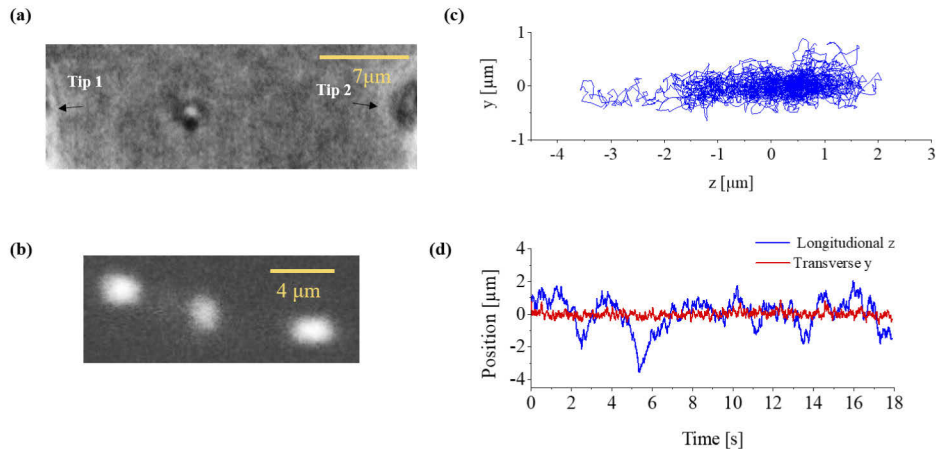 (a)
Tip 1
Tip 2
7μm
(b)
4 μm
(c)
y [μm]
1
0
-1
-4 -3 -2 -1 0 1 2 3
z [μm]
(d)
Longitudional z
Transverse y
Position [μm]
4
2
0
-2
-4
0 2 4 6 8 10 12 14 16 18
Time [s]